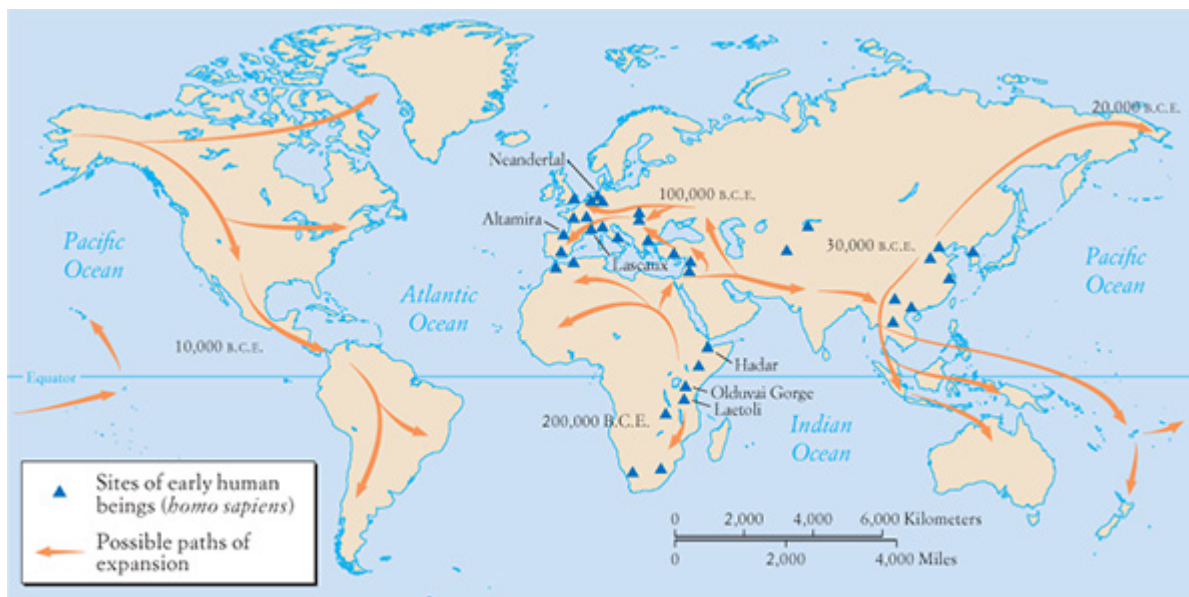 20,000 B.C.E.
Neandertal
100,000 B.C.E.
Altamira
Pacific
Ocean
30,000 B.C.E.
Lascaux
Pacific
Ocean
Atlantic
Ocean
10,000 B.C.E.
Hadar
Equator
Olduvai Gorge
Laetoli
200,000 B.C.E.
Indian
Ocean
Sites of early human
beings (homo sapiens)
Possible paths of
expansion
0 2,000 4,000 6,000 Kilometers
0 2,000 4,000 Miles